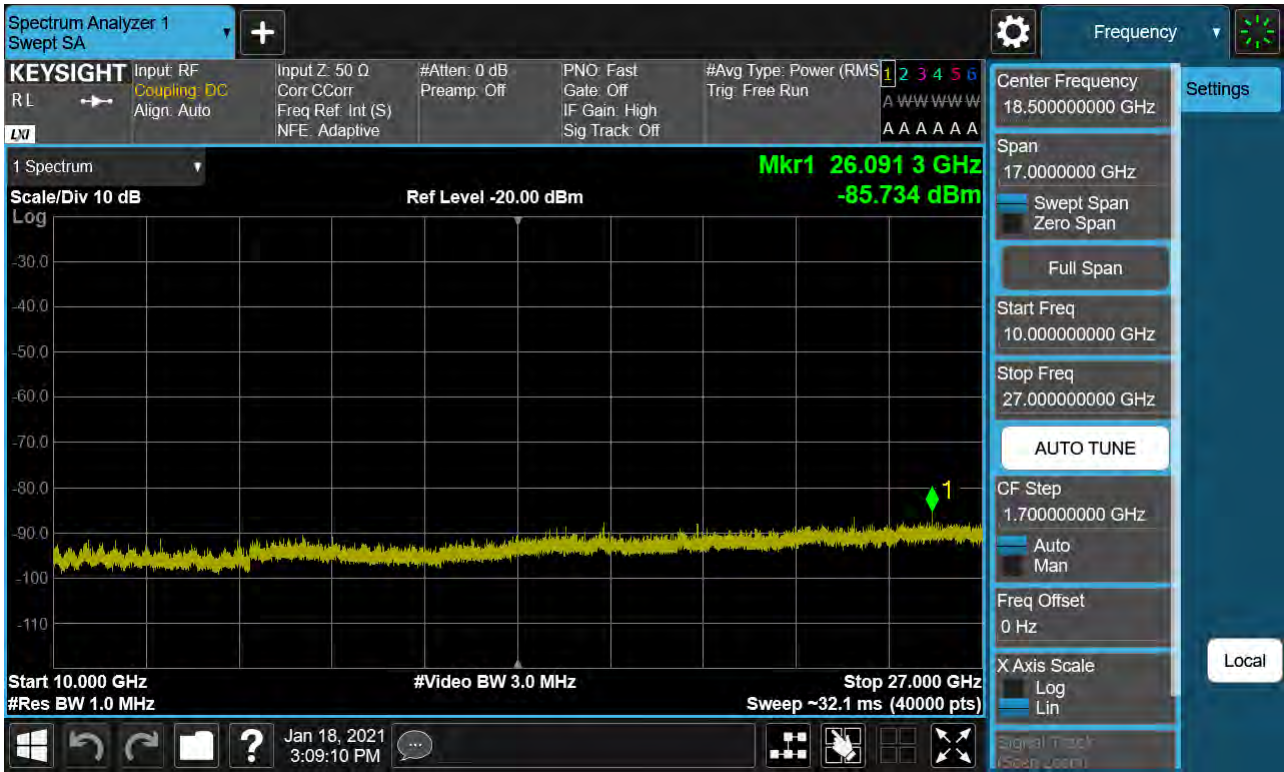 Spectrum Analyzer 1
Swept SA
+
Frequency
KEYSIGHT
RL
LXI
Input: RF
Coupling: DC
Align: Auto
Input Z: 50 Ω
Corr CCorr
Freq Ref: Int (S)
NFE: Adaptive
#Atten: 0 dB
Preamp: Off
PNO: Fast
Gate: Off
IF Gain: High
Sig Track: Off
#Avg Type: Power (RMS
Trig: Free Run
1 2 3 4 5 6
A W W W W W
A A A A A A
1 Spectrum
Scale/Div 10 dB
Ref Level -20.00 dBm
Mkr1 26.091 3 GHz
-85.734 dBm
Log
-30.0
-40.0
-50.0
-60.0
-70.0
-80.0
-90.0
-100
-110
1
Start 10.000 GHz
#Video BW 3.0 MHz
Stop 27.000 GHz
#Res BW 1.0 MHz
Sweep ~32.1 ms (40000 pts)
Center Frequency
18.500000000 GHz
Span
17.0000000 GHz
Swept Span
Zero Span
Full Span
Start Freq
10.000000000 GHz
Stop Freq
27.000000000 GHz
AUTO TUNE
CF Step
1.700000000 GHz
Auto
Man
Freq Offset
0 Hz
X Axis Scale
Log
Lin
Signal Track
(Span Zoom)
Settings
Local
?
Jan 18, 2021
3:09:10 PM